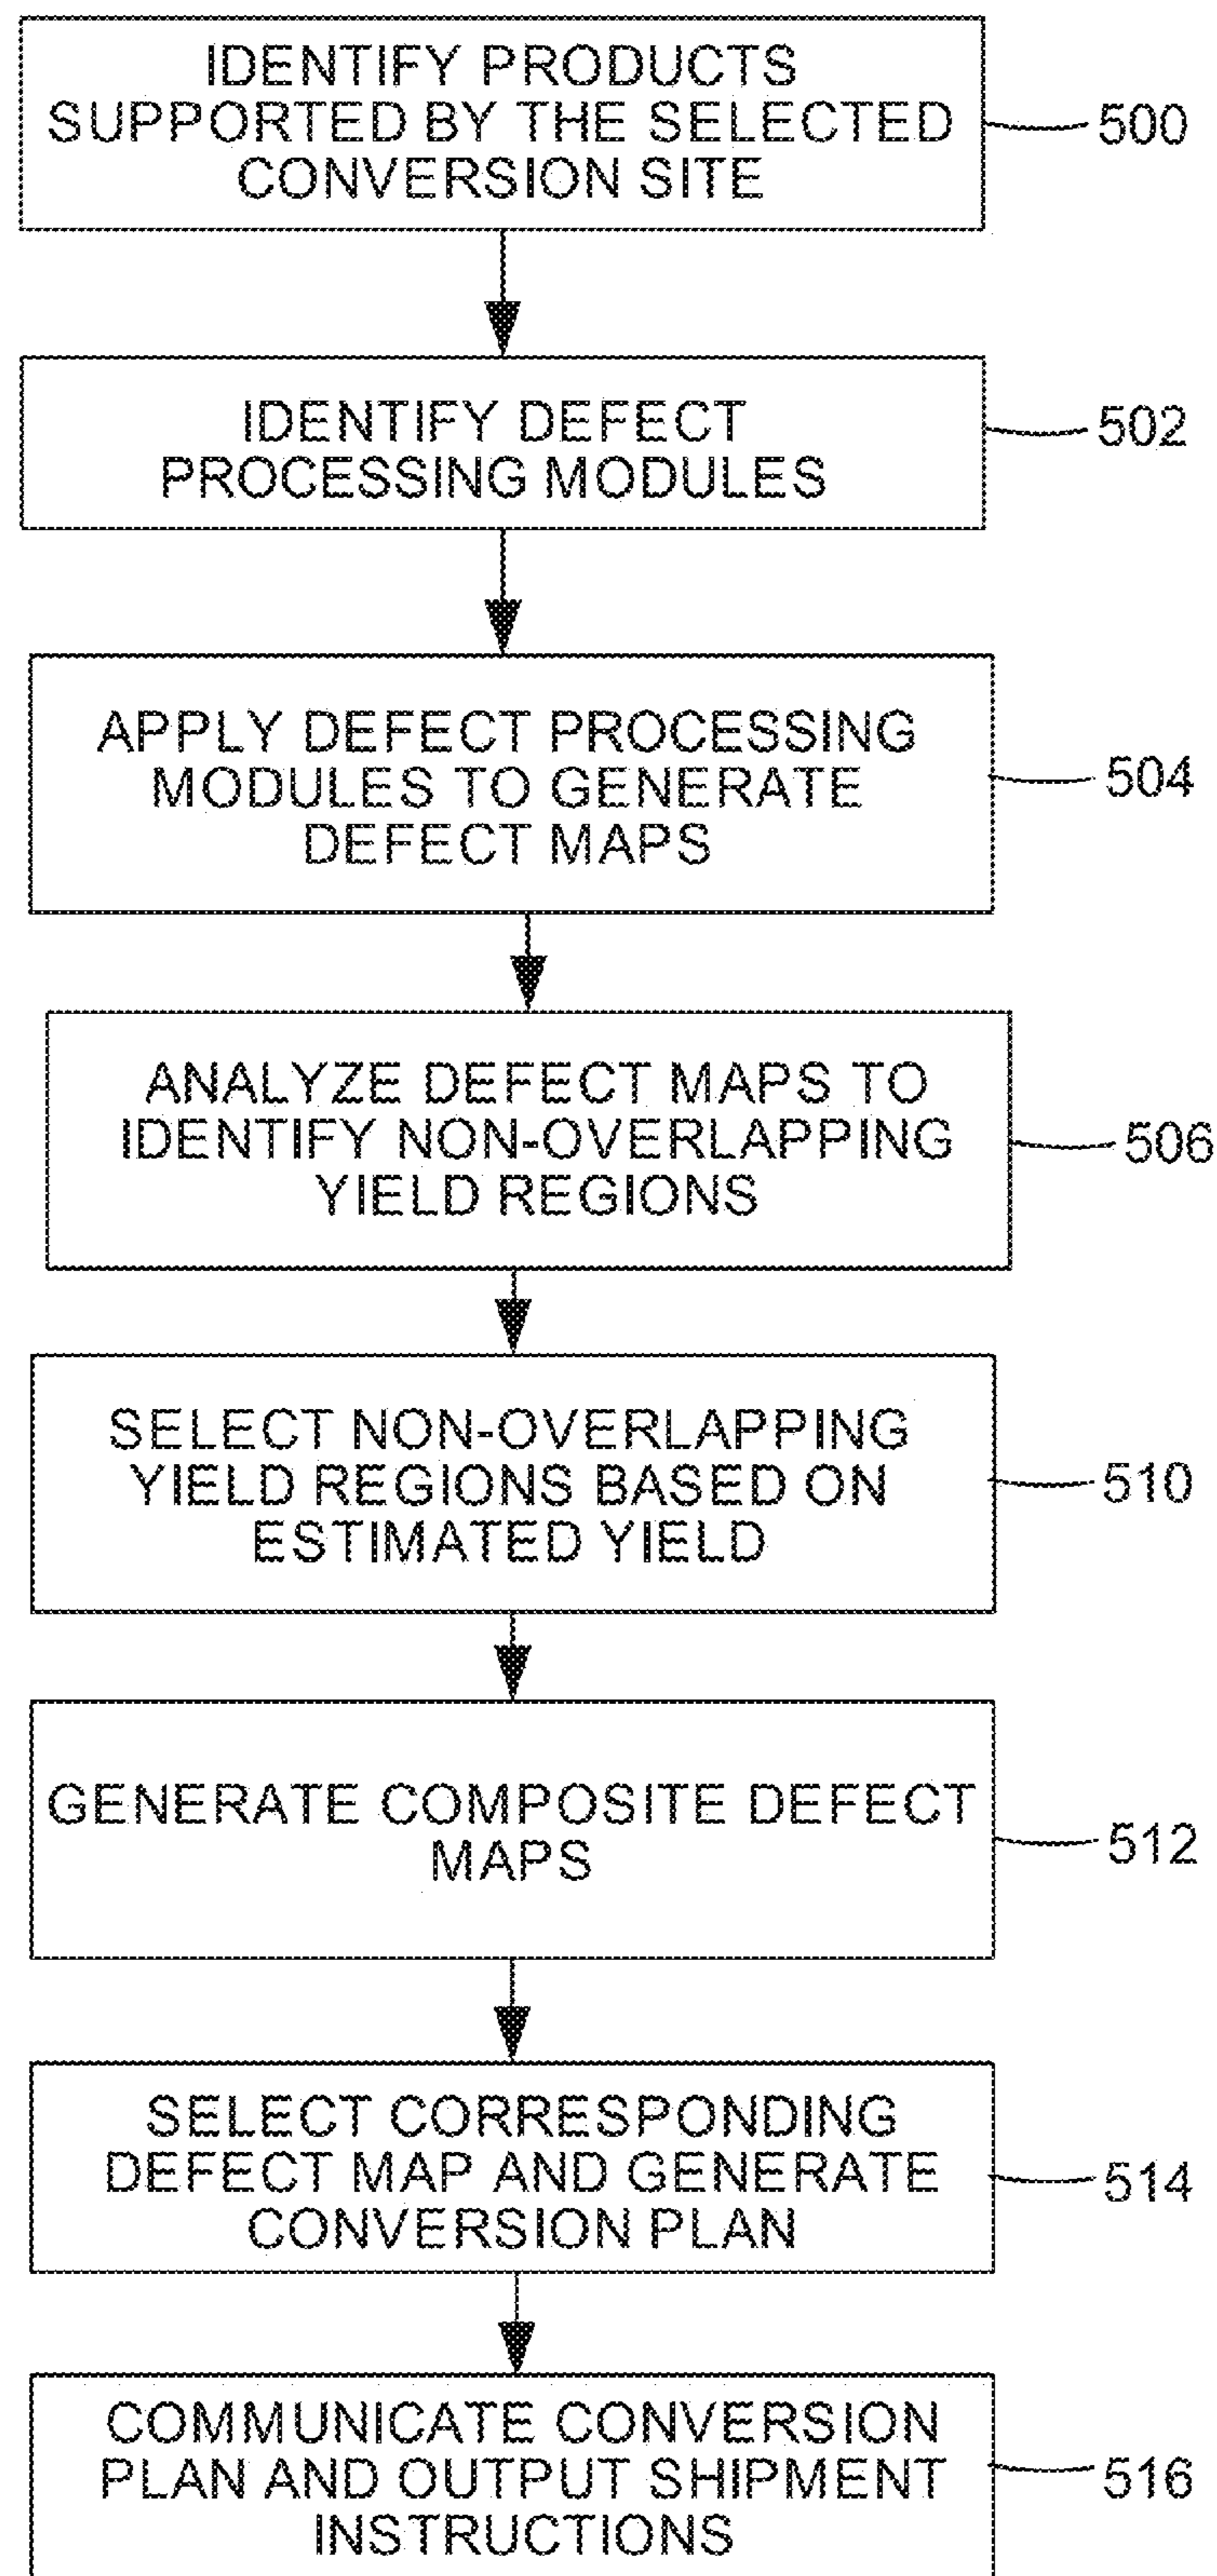 IDENTIFY PRODUCTS
SUPPORTED BY THE SELECTED
CONVERSION SITE
500
IDENTIFY DEFECT
PROCESSING MODULES
502
APPLY DEFECT PROCESSING
MODULES TO GENERATE
DEFECT MAPS
504
ANALYZE DEFECT MAPS TO
IDENTIFY NON-OVERLAPPING
YIELD REGIONS
506
SELECT NON-OVERLAPPING
YIELD REGIONS BASED ON
ESTIMATED YIELD
510
GENERATE COMPOSITE DEFECT
MAPS
512
SELECT CORRESPONDING
DEFECT MAP AND GENERATE
CONVERSION PLAN
514
COMMUNICATE CONVERSION
PLAN AND OUTPUT SHIPMENT
INSTRUCTIONS
516